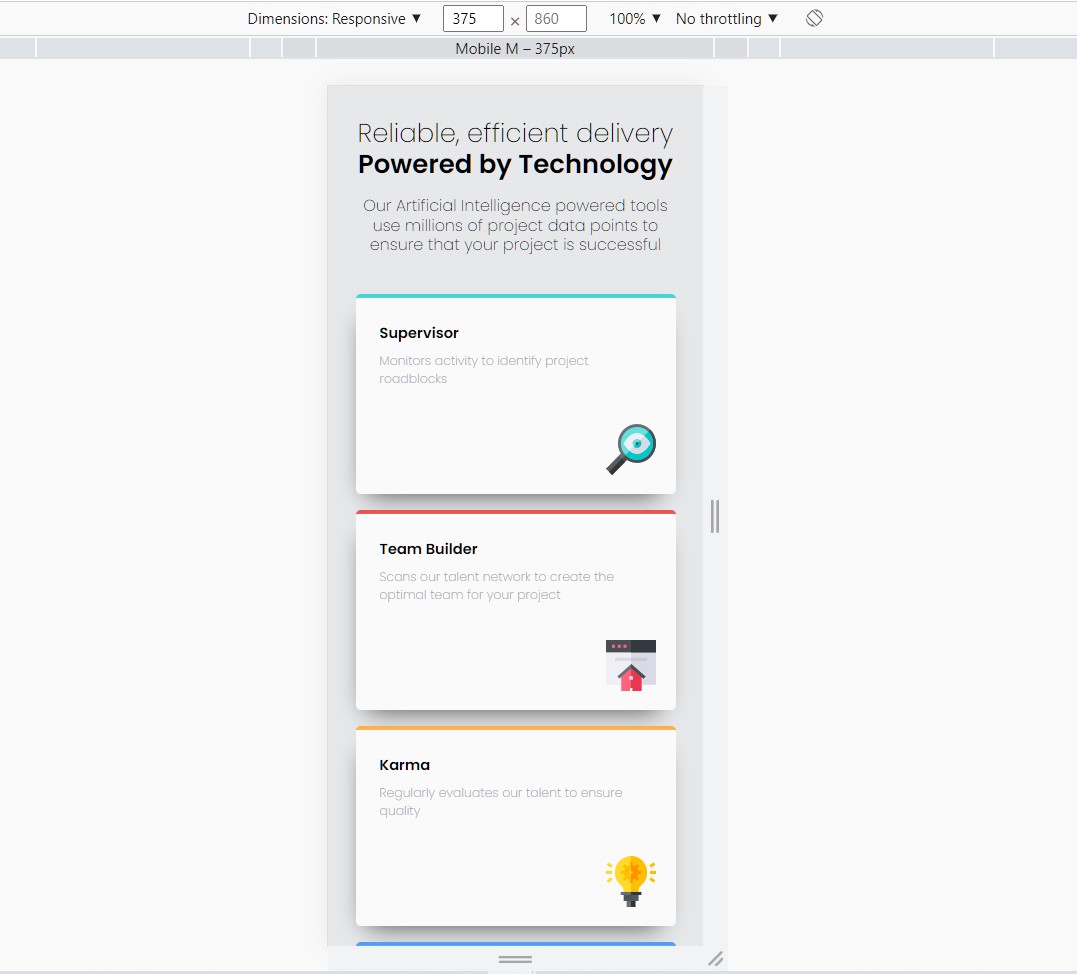 Dimensions: Responsive ▼ 375 × 860 100% ▼ No throttling ▼
Mobile M – 375px
Reliable, efficient delivery
Powered by Technology
Our Artificial Intelligence powered tools
use millions of project data points to
ensure that your project is successful
Supervisor
Monitors activity to identify project
roadblocks
Team Builder
Scans our talent network to create the
optimal team for your project
Karma
Regularly evaluates our talent to ensure
quality